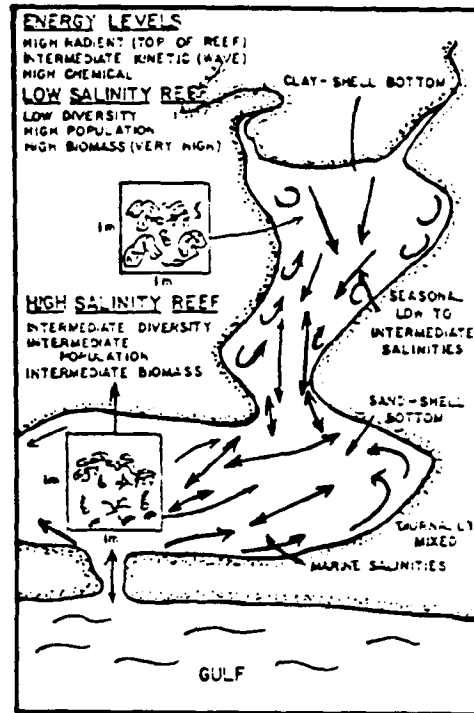 ENERGY LEVELS
HIGH RADIENT (TOP OF REEF)
INTERMEDIATE KINETIC (WAVE)
HIGH CHEMICAL
LOW SALINITY REEF
LOW DIVERSITY
HIGH POPULATION
HIGH BIOMASS (VERY HIGH)
CLAY-SHELL BOTTOM
1m
1m
HIGH SALINITY REEF
INTERMEDIATE DIVERSITY
INTERMEDIATE
POPULATION
INTERMEDIATE BIOMASS
SEASONAL
LOW TO
INTERMEDIATE
SALINITIES
SAND-SHELL
BOTTOM
1m
1m
MIXED
MARINE SALINITIES
GULF